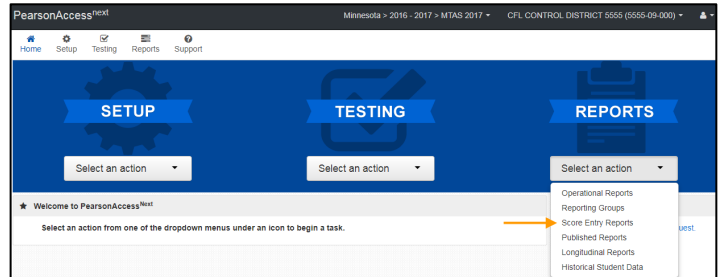 PearsonAccessnext
Minnesota > 2016 - 2017 > MTAS 2017
CFL CONTROL DISTRICT 5555 (5555-09-000)
Home Setup Testing Reports Support
SETUP TESTING REPORTS
Select an action Select an action Select an action
Operational Reports
Reporting Groups
Score Entry Reports
Published Reports
Longitudinal Reports
Historical Student Data
Welcome to PearsonAccessNext
Select an action from one of the dropdown menus under an icon to begin a task.